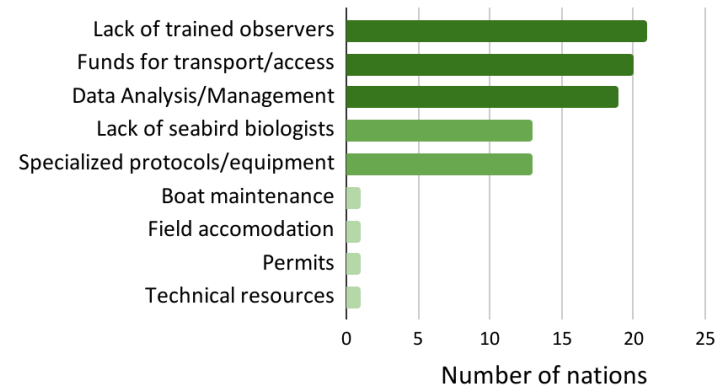 Lack of trained observers
Funds for transport/access
Data Analysis/Management
Lack of seabird biologists
Specialized protocols/equipment
Boat maintenance
Field accomodation
Permits
Technical resources
0 5 10 15 20 25
Number of nations